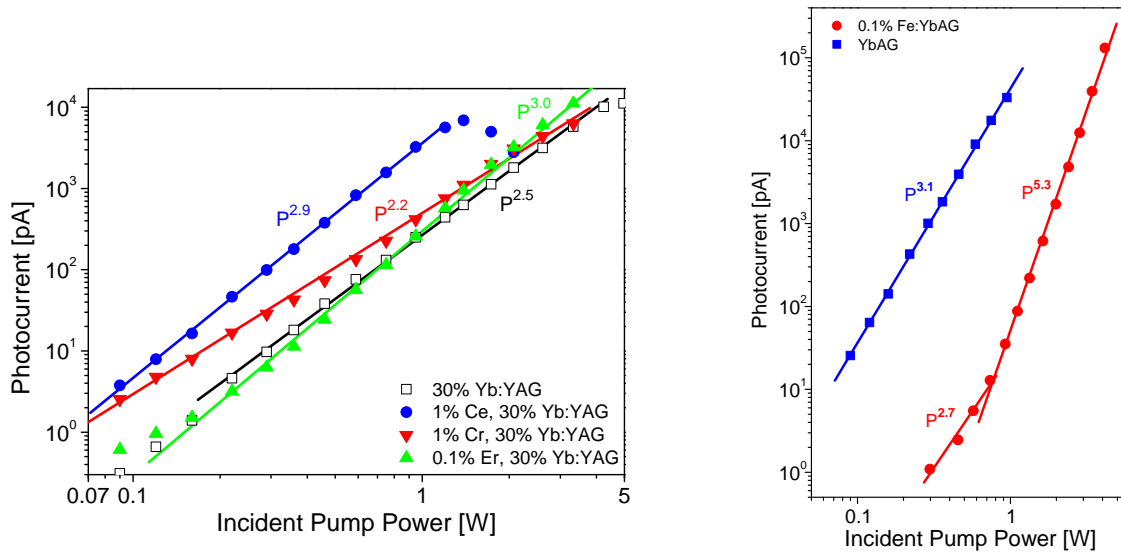 10^4
10^3
10^2
10^1
10^0
Photocurrent [pA]
P^2.9
P^2.2
P^3.0
P^2.5
30% Yb:YAG
1% Ce, 30% Yb:YAG
1% Cr, 30% Yb:YAG
0.1% Er, 30% Yb:YAG
0.07 0.1 1 5
Incident Pump Power [W]
0.1% Fe:YbAG
YbAG
10^5
10^4
10^3
10^2
10^1
10^0
Photocurrent [pA]
P^3.1
P^5.3
P^2.7
0.1 1
Incident Pump Power [W]